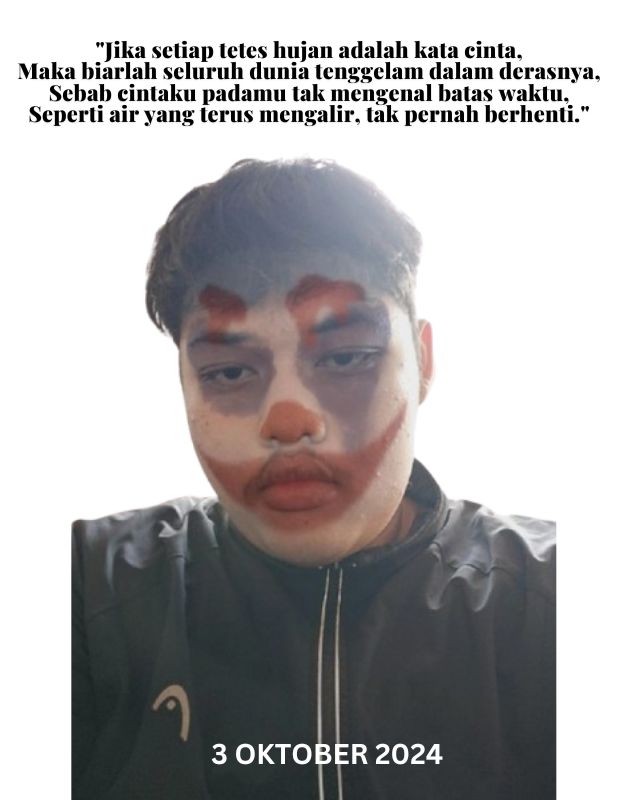 "Jika setiap tetes hujan adalah kata cinta,
Maka biarlah seluruh dunia tenggelam dalam derasnya,
Sebab cintaku padamu tak mengenal batas waktu,
Seperti air yang terus mengalir, tak pernah berhenti."
3 OKTOBER 2024